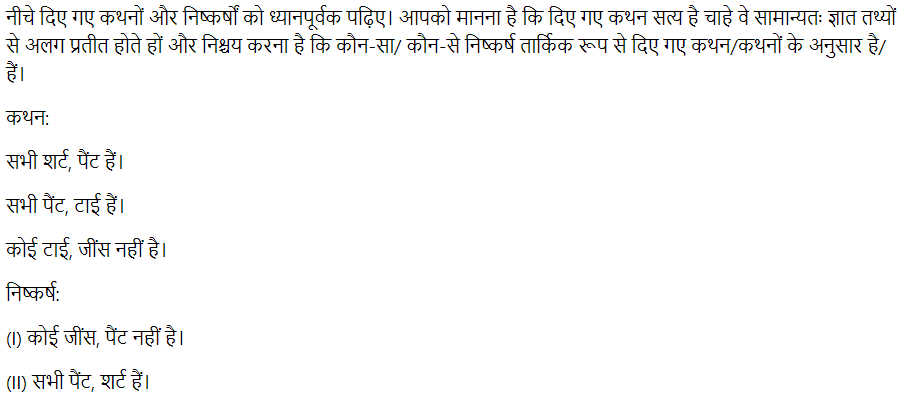 नीचे दिए गए कथनों और निष्कर्षों को ध्यानपूर्वक पढ़िए। आपको मानना है कि दिए गए कथन सत्य है चाहे वे सामान्यतः ज्ञात तथ्यों
से अलग प्रतीत होते हों और निश्चय करना है कि कौन-सा/ कौन-से निष्कर्ष तार्किक रूप से दिए गए कथन/कथनों के अनुसार है/
हैं।
कथन:
सभी शर्ट, पैंट हैं।
सभी पैंट, टाई हैं।
कोई टाई, जींस नहीं है।
निष्कर्ष:
(I) कोई जींस, पैंट नहीं है।
(II) सभी पैंट, शर्ट हैं।